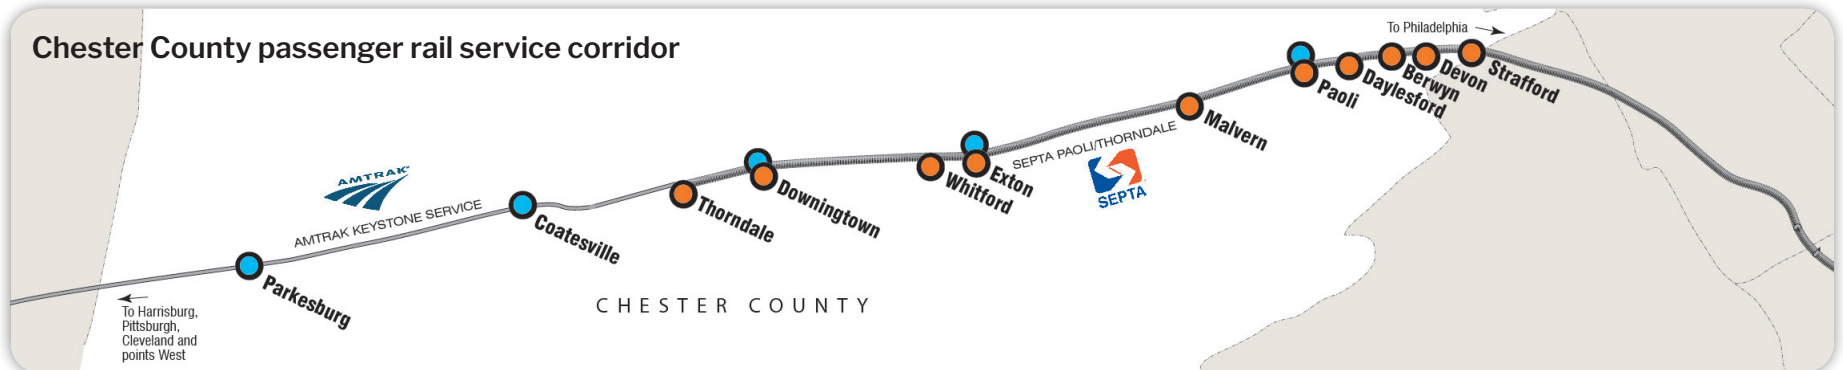 Chester County passenger rail service corridor
To Philadelphia
Strafford
Devon
Berwyn
Daylesford
Paoli
Malvern
SEPTA PAOLI/THORNDALE
SEPTA
Exton
Whitford
Downingtown
Thorndale
AMTRAK
AMTRAK KEYSTONE SERVICE
Coatesville
Parkesburg
CHESTER COUNTY
To Harrisburg,
Pittsburgh,
Cleveland and
points West